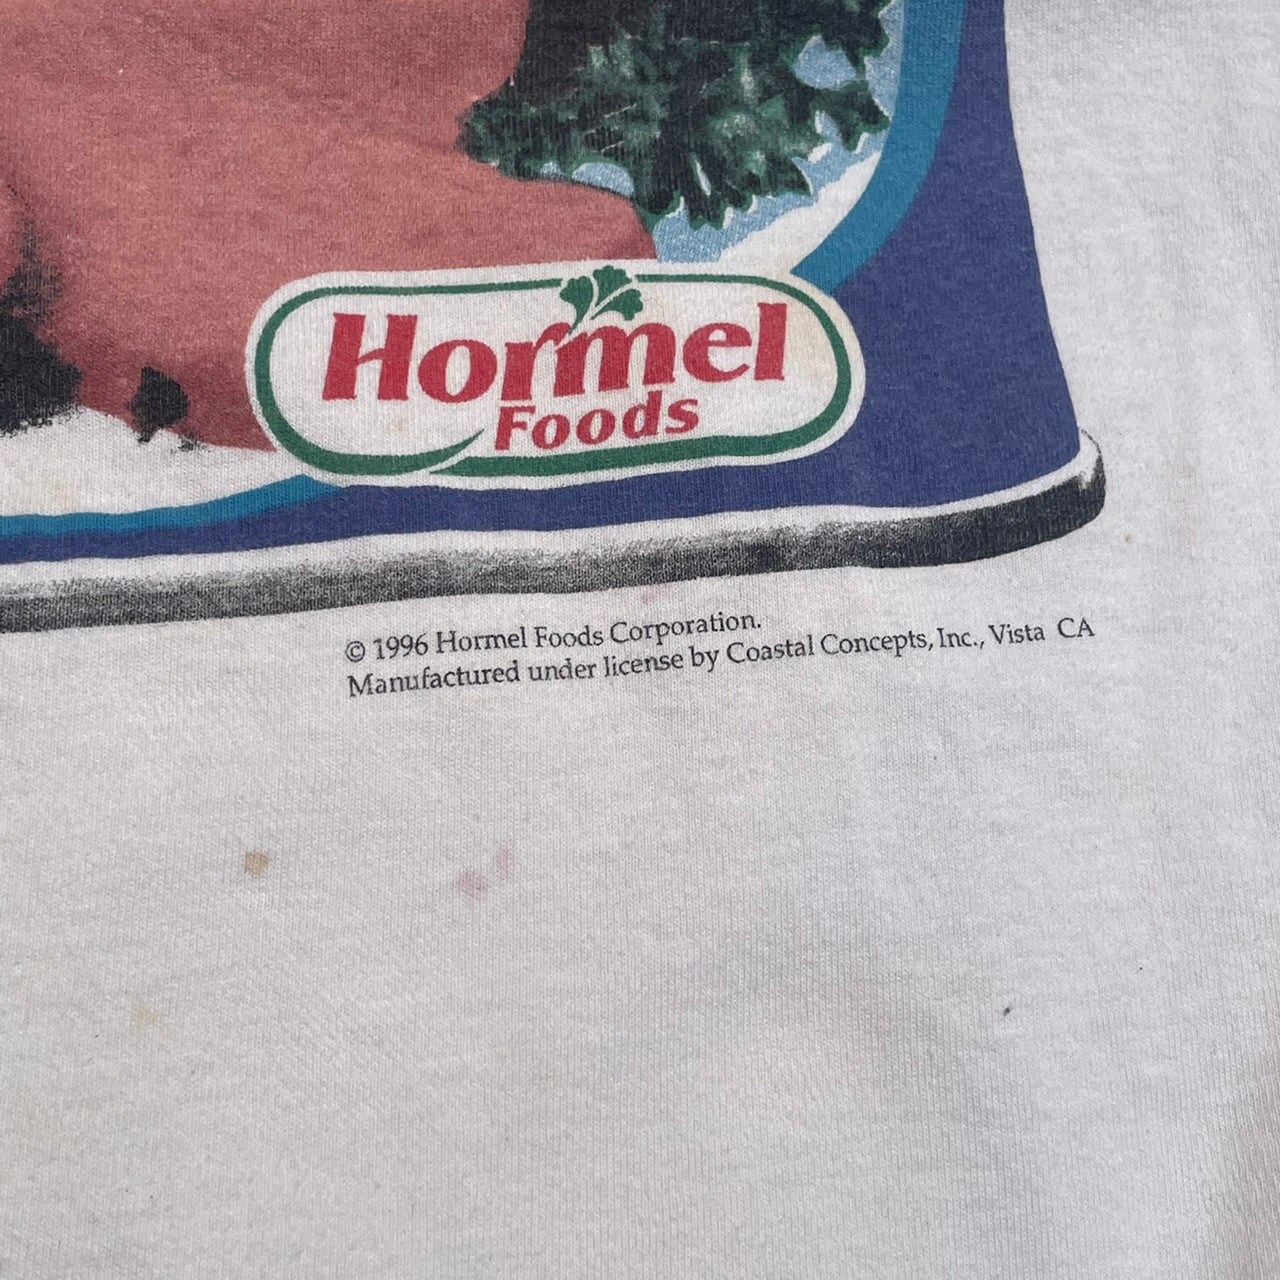 Hormel
Foods
© 1996 Hormel Foods Corporation.
Manufactured under license by Coastal Concepts, Inc., Vista CA